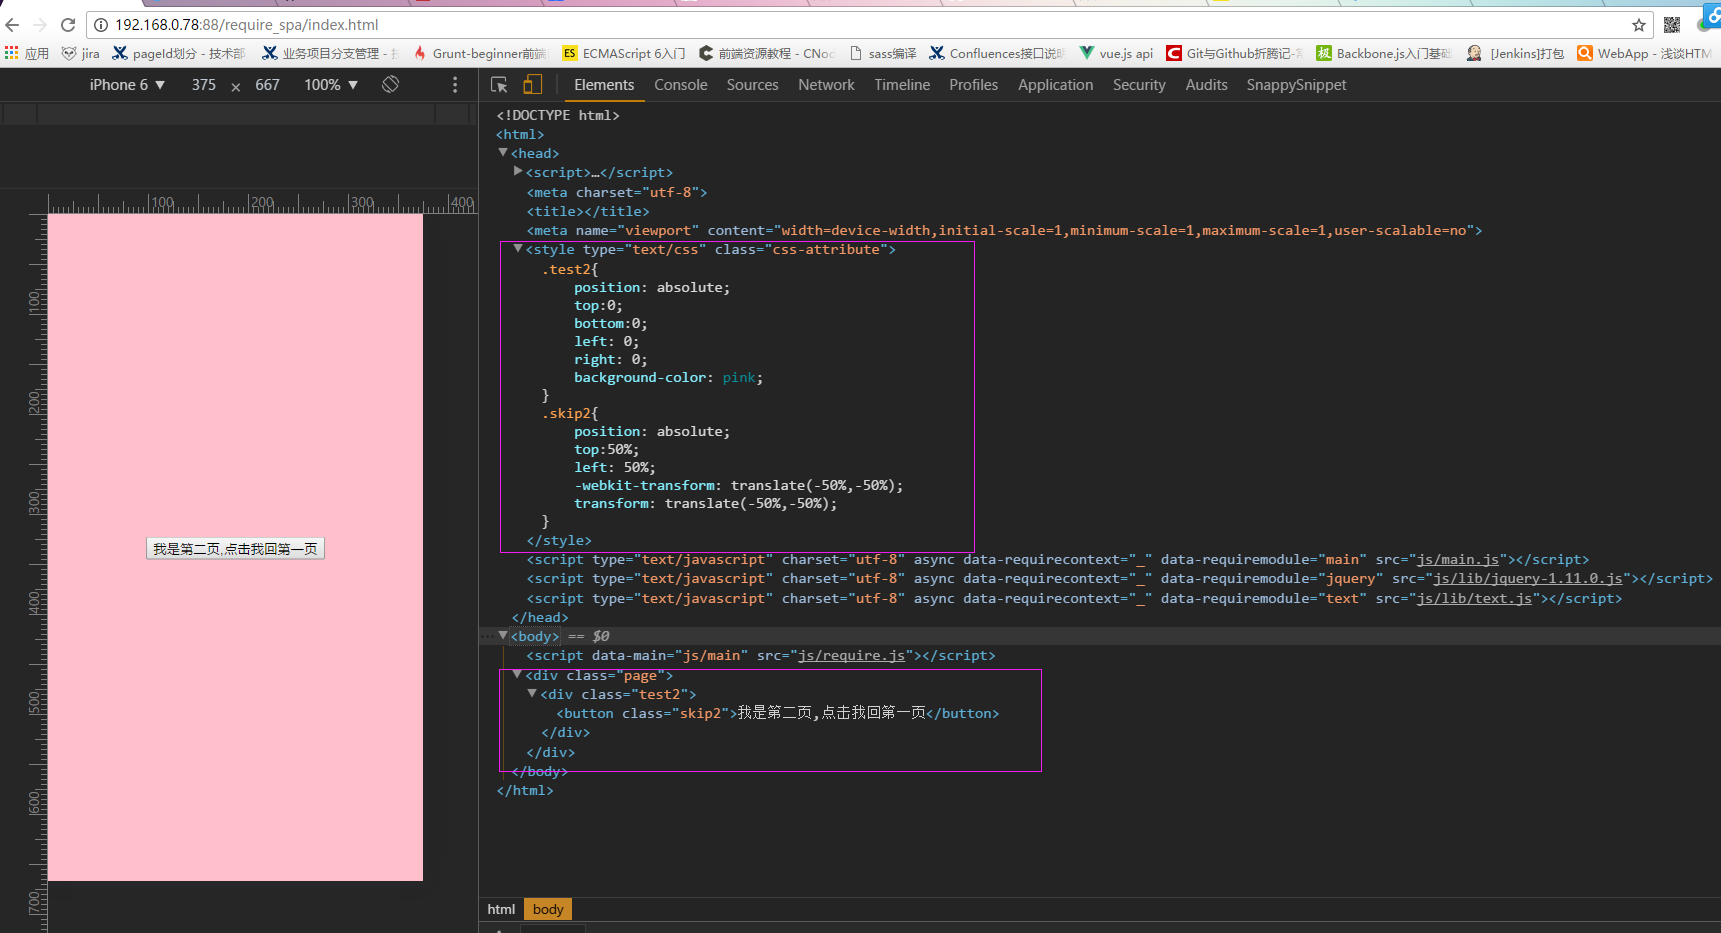 192.168.0.78:88/require_spa/index.html
应用 jira pageId划分 - 技术部 业务项目分支管理 - 技 Grunt-beginner前端 ES ECMAScript 6入门 前端资源教程 - CNod sass编译 Confluences接口说明 vue.js api Git与Github折腾记- 极 Backbone.js入门基础 [Jenkins]打包 WebApp - 浅谈HTM
iPhone 6 ▼ 375 × 667 100% ▼ Elements Console Sources Network Timeline Profiles Application Security Audits SnappySnippet
100 200 300 400
100
200
300
400
500
600
700
我是第二页,点击我回第一页
<!DOCTYPE html>
<html>
▼<head>
▶<script>…</script>
<meta charset="utf-8">
<title></title>
<meta name="viewport" content="width=device-width,initial-scale=1,minimum-scale=1,maximum-scale=1,user-scalable=no">
▼<style type="text/css" class="css-attribute">
.test2{
position: absolute;
top:0;
bottom:0;
left: 0;
right: 0;
background-color: pink;
}
.skip2{
position: absolute;
top:50%;
left: 50%;
-webkit-transform: translate(-50%,-50%);
transform: translate(-50%,-50%);
}
</style>
<script type="text/javascript" charset="utf-8" async data-requirecontext="_" data-requiremodule="main" src="js/main.js"></script>
<script type="text/javascript" charset="utf-8" async data-requirecontext="_" data-requiremodule="jquery" src="js/lib/jquery-1.11.0.js"></script>
<script type="text/javascript" charset="utf-8" async data-requirecontext="_" data-requiremodule="text" src="js/lib/text.js"></script>
</head>
…▼<body> == $0
<script data-main="js/main" src="js/require.js"></script>
▼<div class="page">
▼<div class="test2">
<button class="skip2">我是第二页,点击我回第一页</button>
</div>
</div>
</body>
</html>
html body